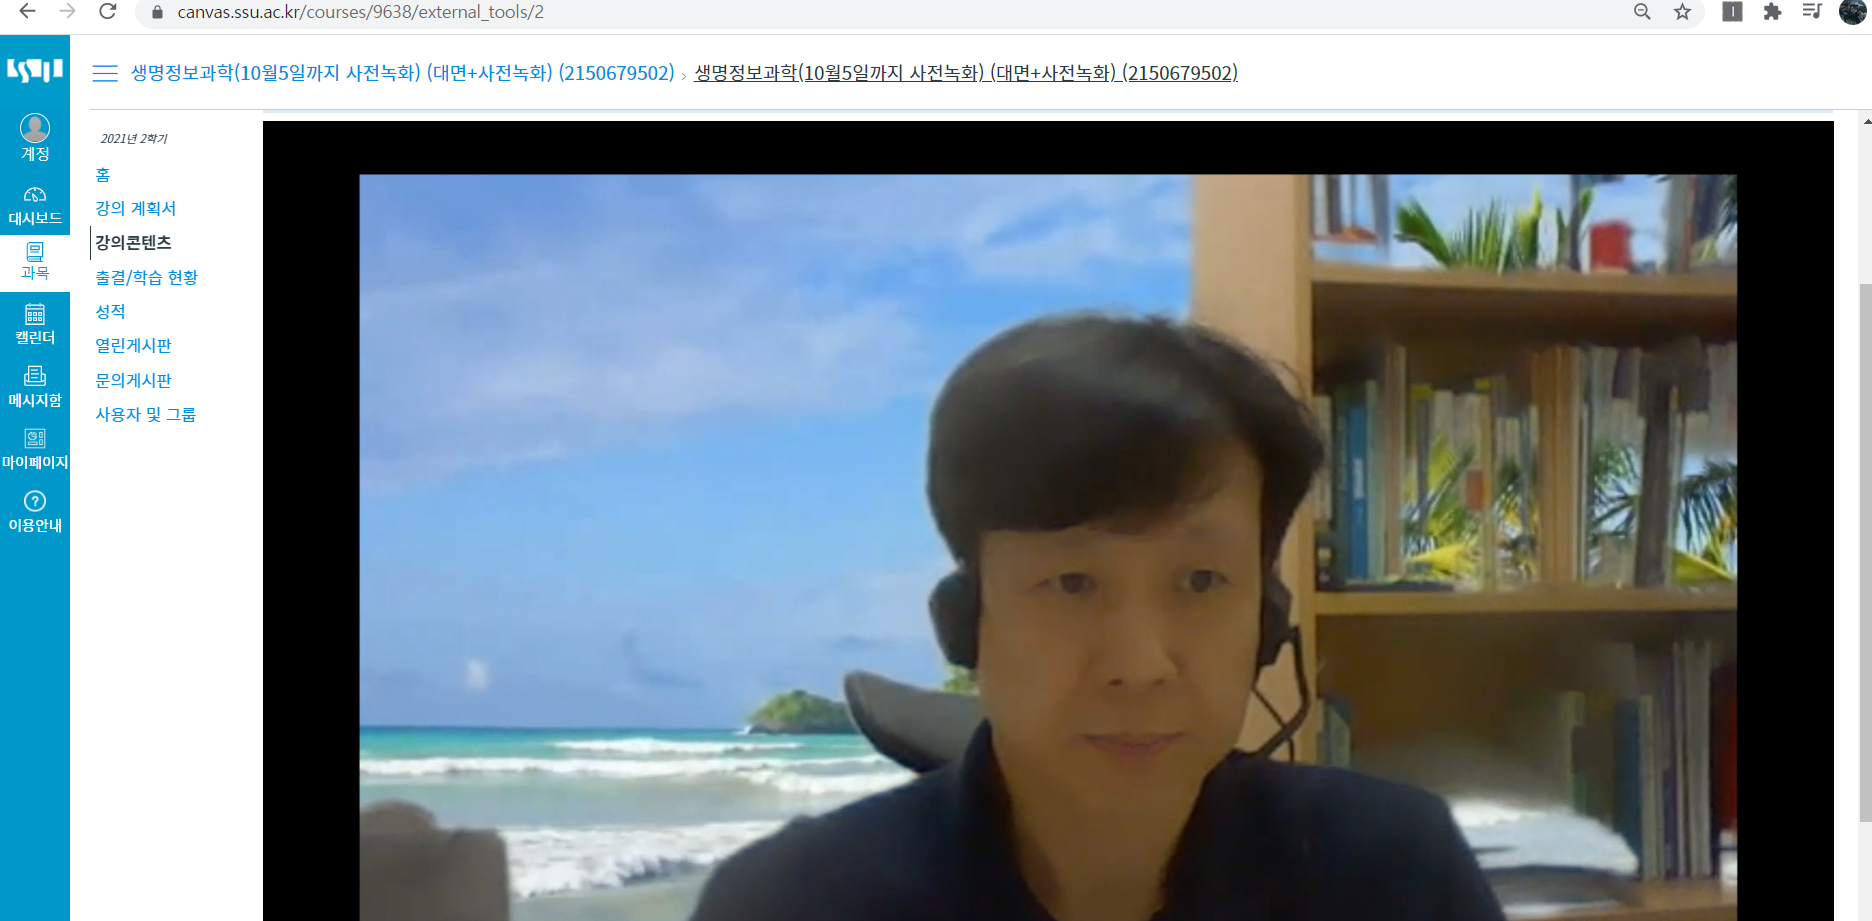 canvas.ssu.ac.kr/courses/9638/external_tools/2
생명정보과학(10월5일까지 사전녹화) (대면+사전녹화) (2150679502) › 생명정보과학(10월5일까지 사전녹화) (대면+사전녹화) (2150679502)
계정
대시보드
과목
캘린더
메시지함
마이페이지
이용안내
2021년 2학기
홈
강의 계획서
강의콘텐츠
출결/학습 현황
성적
열린게시판
문의게시판
사용자 및 그룹